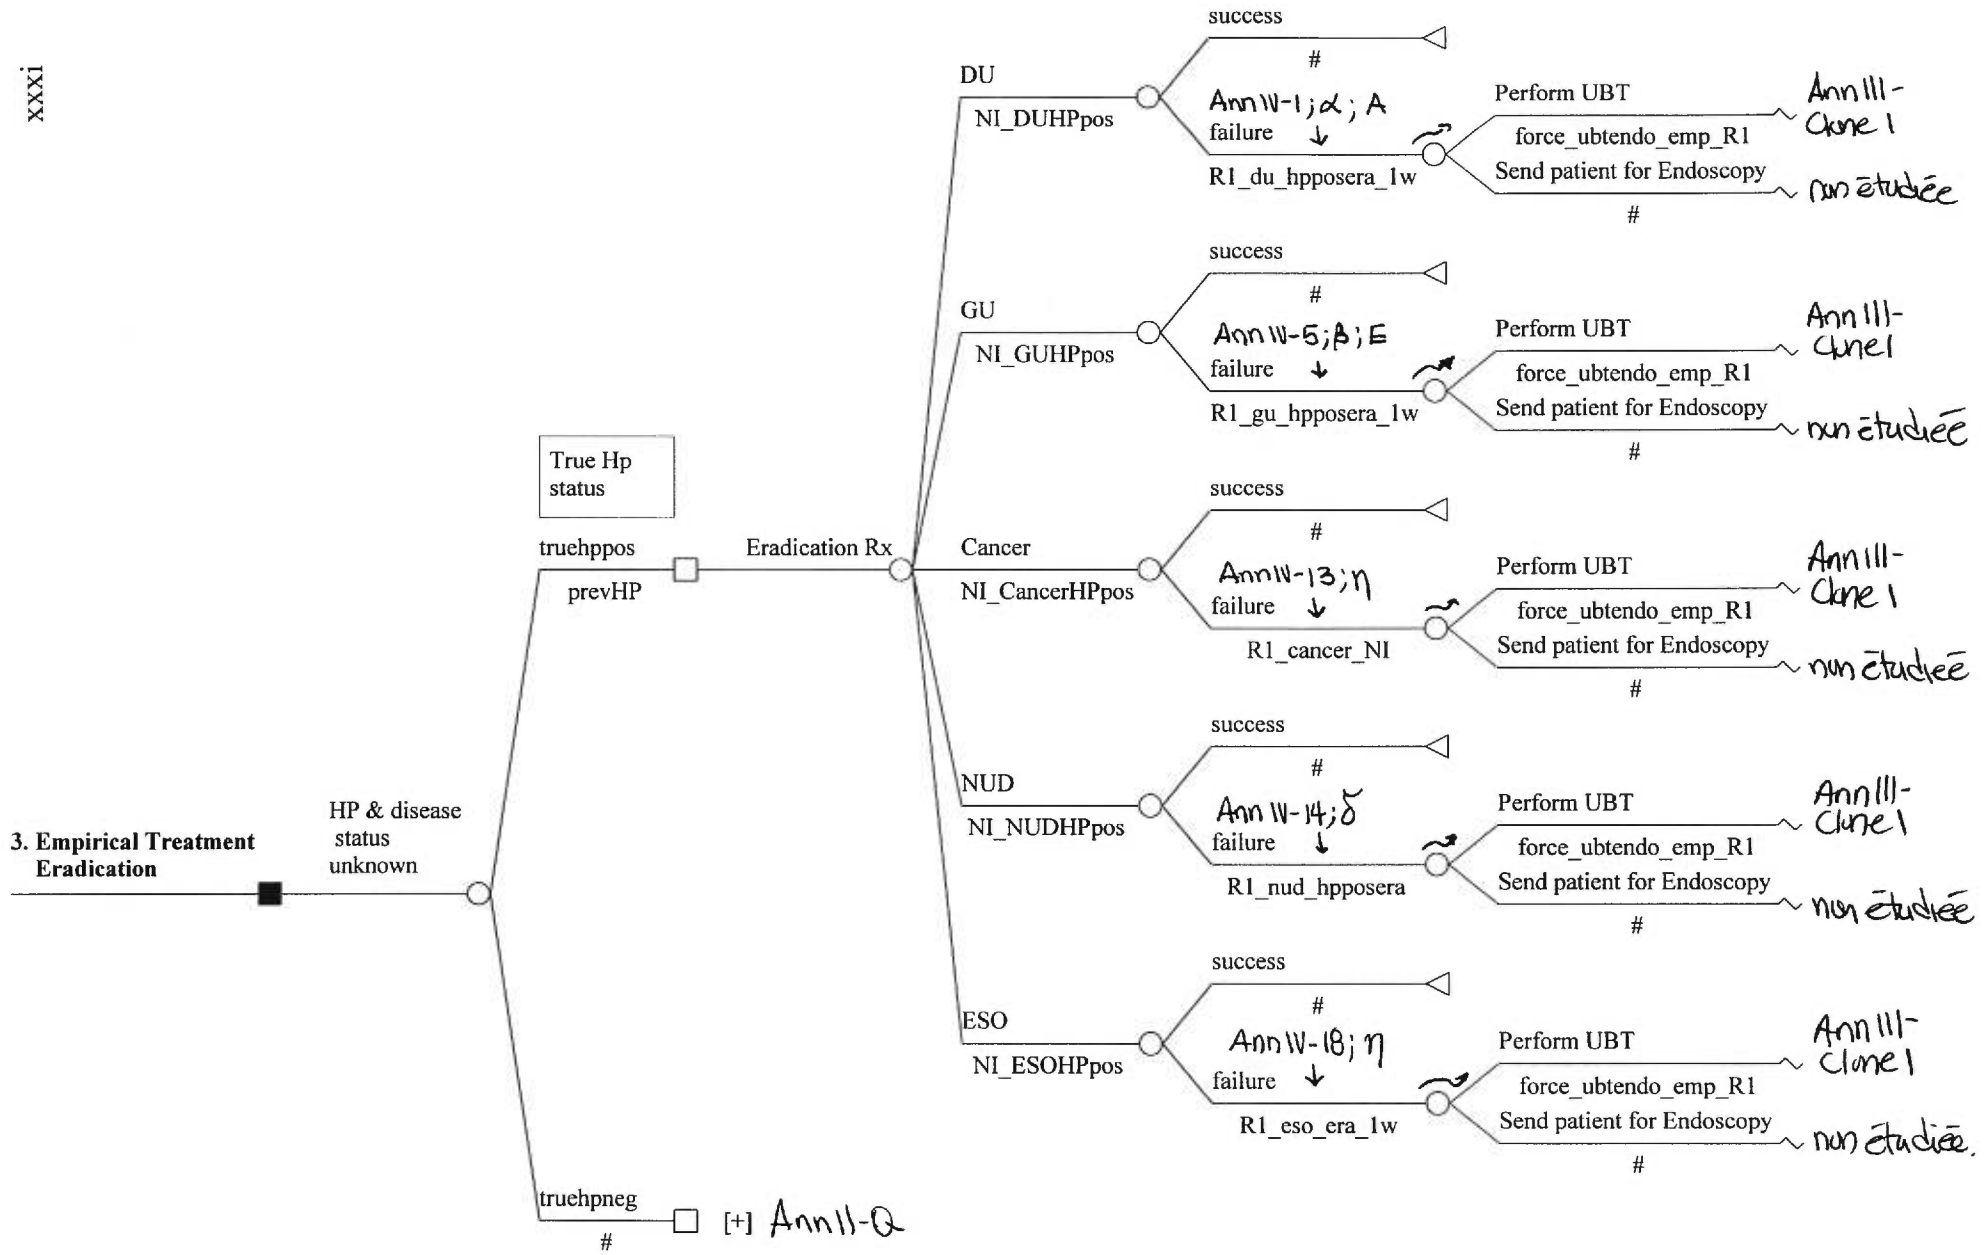 xxxi
3. Empirical Treatment
Eradication
HP & disease
status
unknown
True Hp
status
truehppos
prevHP
Eradication Rx
DU
NI_DUHPpos
success
#
Ann IV-1; α; A
failure ↓
R1_du_hpposera_1w
Perform UBT
force_ubtendo_emp_R1
Send patient for Endoscopy
#
Ann III-
Clone 1
non étudiée
GU
NI_GUHPpos
success
#
Ann IV-5; β; E
failure ↓
R1_gu_hpposera_1w
Perform UBT
force_ubtendo_emp_R1
Send patient for Endoscopy
#
Ann III-
Clone 1
non étudiée
Cancer
NI_CancerHPpos
success
#
Ann IV-13; η
failure ↓
R1_cancer_NI
Perform UBT
force_ubtendo_emp_R1
Send patient for Endoscopy
#
Ann III-
Clone 1
non étudiée
NUD
NI_NUDHPpos
success
#
Ann IV-14; δ
failure ↓
R1_nud_hpposera
Perform UBT
force_ubtendo_emp_R1
Send patient for Endoscopy
#
Ann III-
Clone 1
non étudiée
ESO
NI_ESOHPpos
success
#
Ann IV-18; η
failure ↓
R1_eso_era_1w
Perform UBT
force_ubtendo_emp_R1
Send patient for Endoscopy
#
Ann III-
Clone 1
non étudiée.
truehpneg
#
[+] Ann II-Q